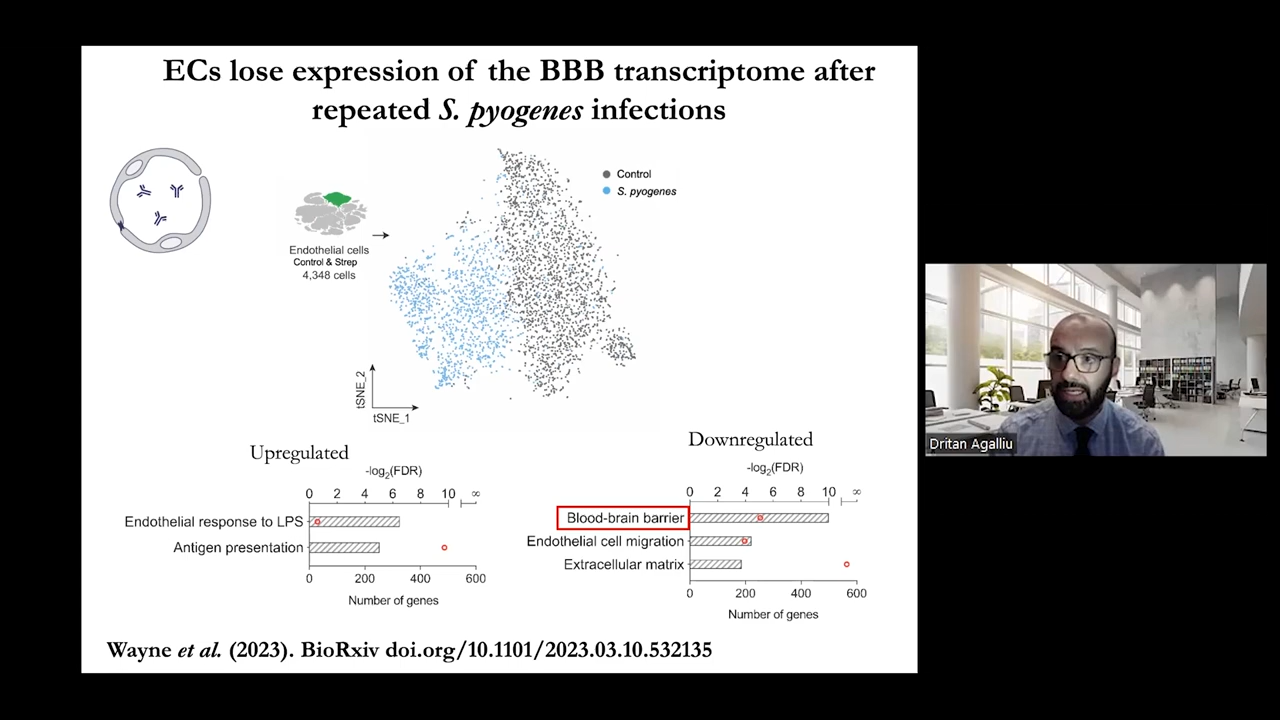 ECs lose expression of the BBB transcriptome after
repeated S. pyogenes infections
Control
S. pyogenes
Endothelial cells
Control & Strep
4,348 cells
tSNE_2
tSNE_1
Upregulated
-log2(FDR)
0 2 4 6 10 ∞
Endothelial response to LPS
Antigen presentation
0 200 400 600
Number of genes
Downregulated
-log2(FDR)
0 2 4 6 8 10 ∞
Blood-brain barrier
Endothelial cell migration
Extracellular matrix
0 200 400 600
Number of genes
Wayne et al. (2023). BioRxiv doi.org/10.1101/2023.03.10.532135
Dritan Agalliu